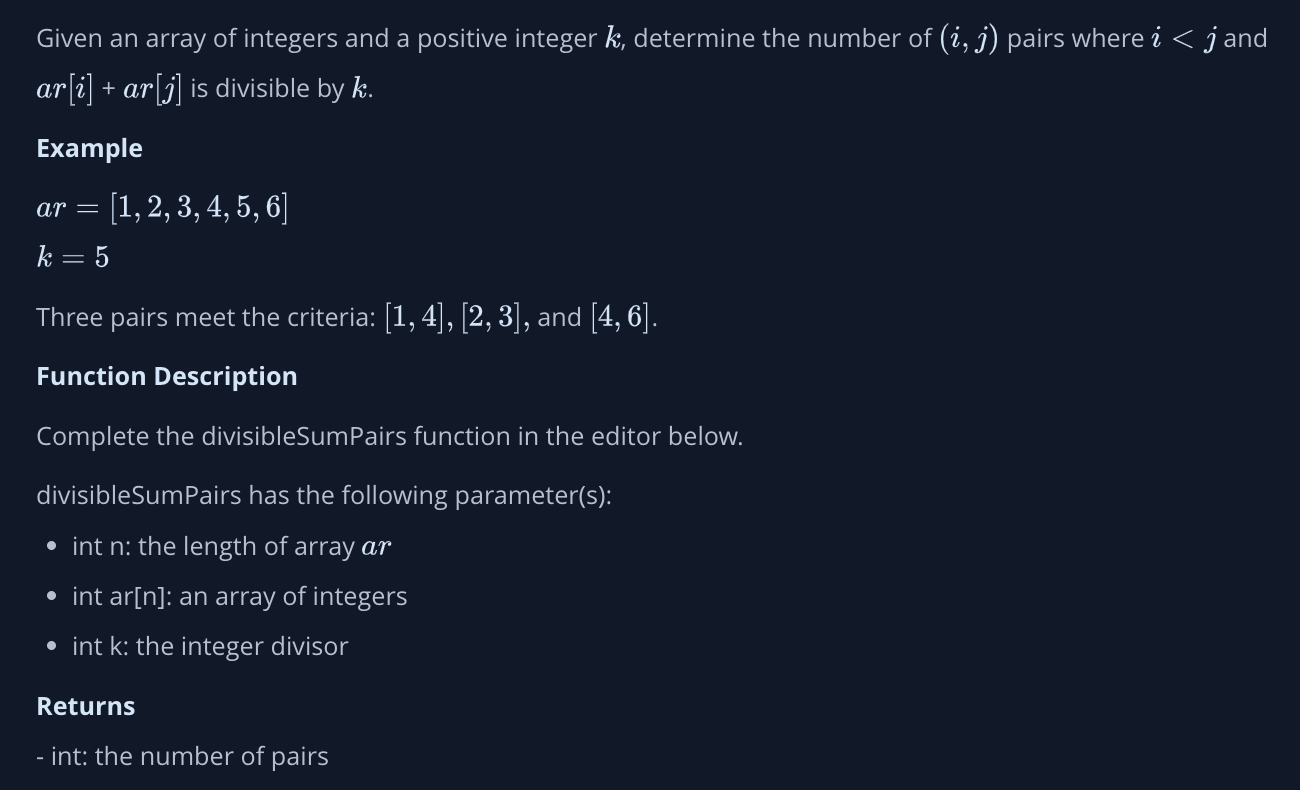 Given an array of integers and a positive integer k, determine the number of (i, j) pairs where i < j and
ar[i] + ar[j] is divisible by k.
Example
ar = [1, 2, 3, 4, 5, 6]
k = 5
Three pairs meet the criteria: [1, 4], [2, 3], and [4, 6].
Function Description
Complete the divisibleSumPairs function in the editor below.
divisibleSumPairs has the following parameter(s):
• int n: the length of array ar
• int ar[n]: an array of integers
• int k: the integer divisor
Returns
- int: the number of pairs